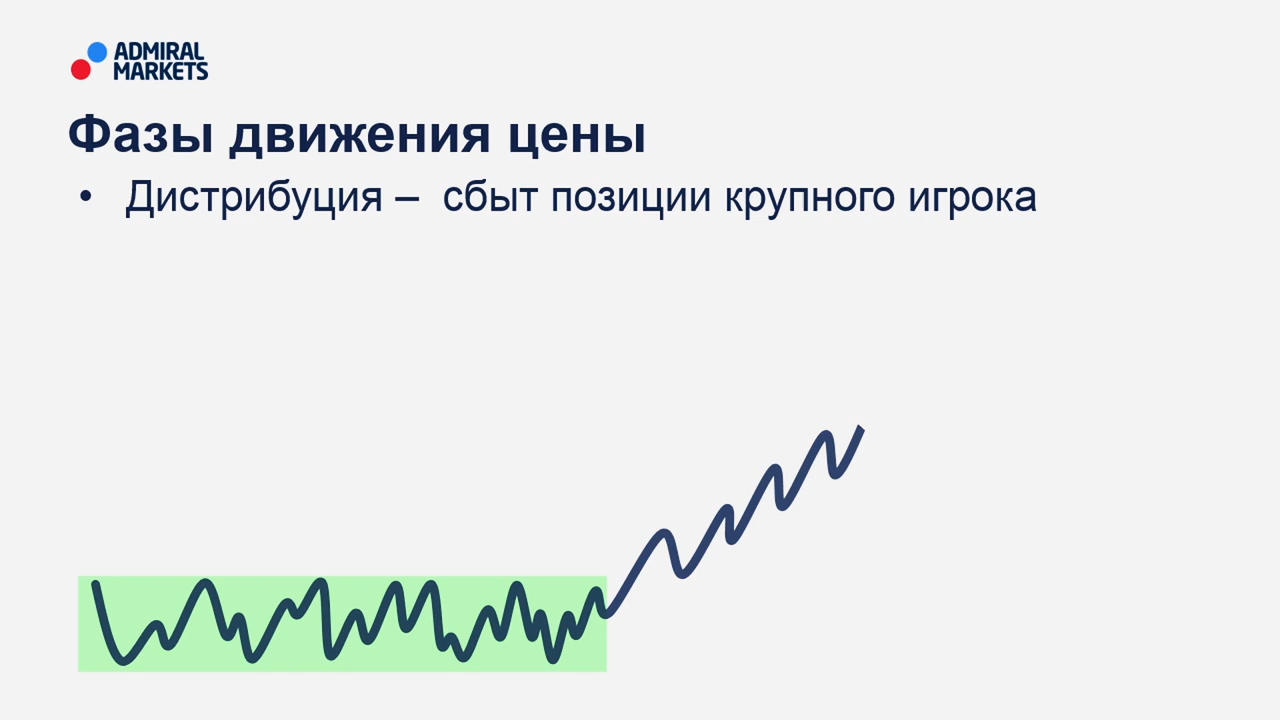 ADMIRAL
MARKETS
Фазы движения цены
• Дистрибуция – сбыт позиции крупного игрока